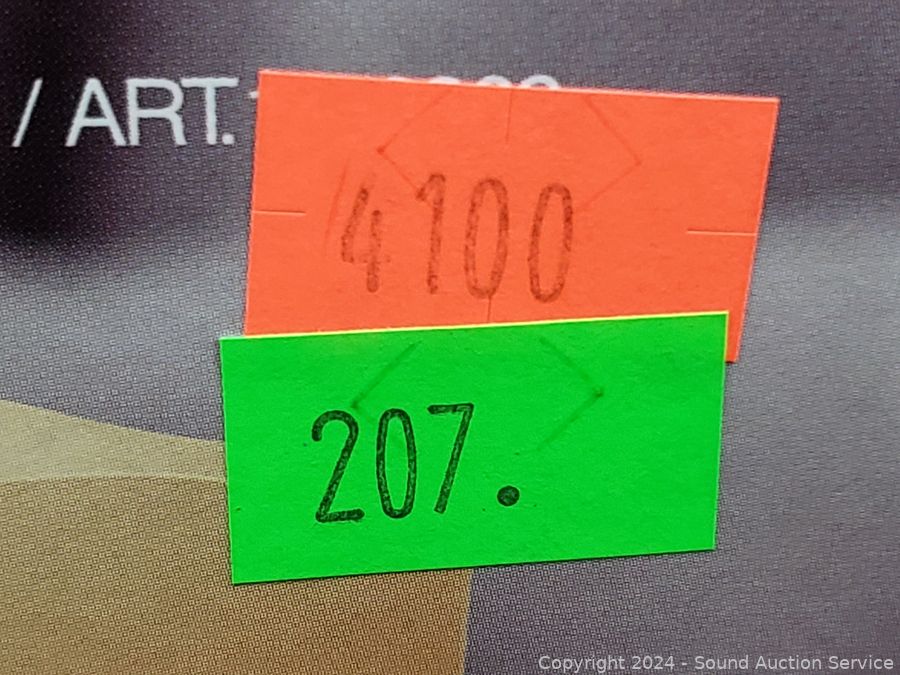 / ART.
4100
207.
Copyright 2024 - Sound Auction Service